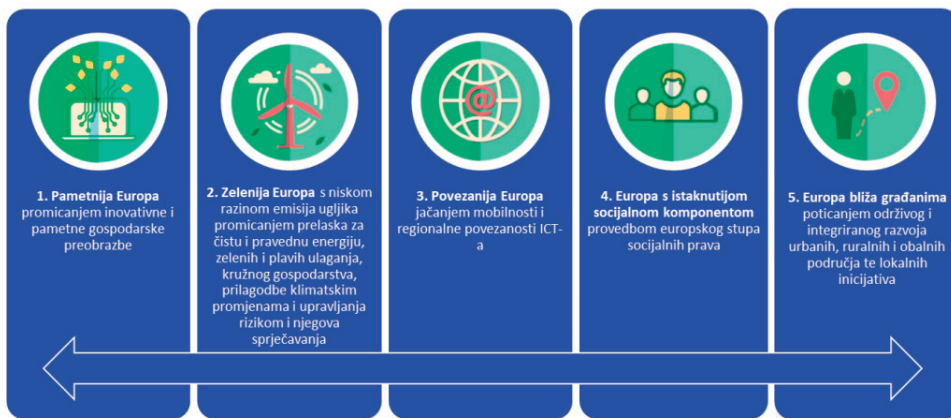 @
1. Pametnija Europa
promicanjem inovativne i
pametne gospodarske
preobrazbe
2. Zelenija Europa s niskom
razinom emisija ugljika
promicanjem prelaska za
čistu i pravednu energiju,
zelenih i plavih ulaganja,
kružnog gospodarstva,
prilagodbe klimatskim
promjenama i upravljanja
rizikom i njegova
sprječavanja
3. Povezanija Europa
jačanjem mobilnosti i
regionalne povezanosti ICT-
a
4. Europa s istaknutijom
socijalnom komponentom
provedbom europskog stupa
socijalnih prava
5. Europa bliža građanima
poticanjem održivog i
integriranog razvoja
urbanih, ruralnih i obalnih
područja te lokalnih
inicijativa